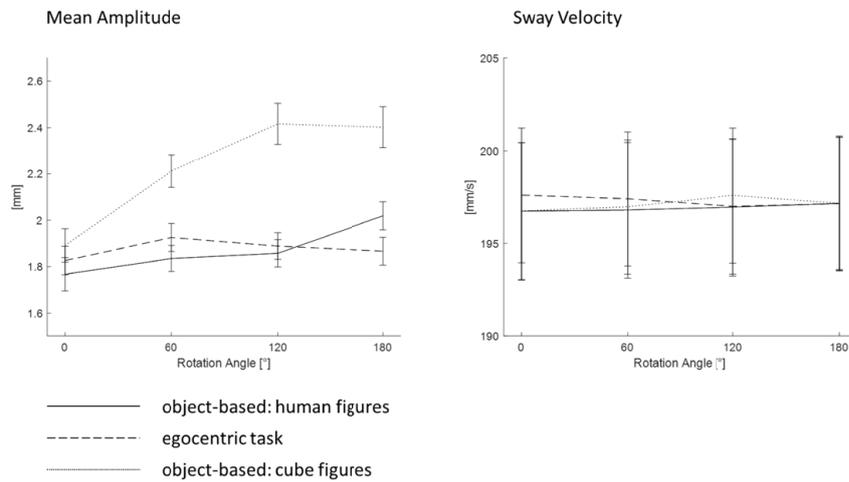 Mean Amplitude
2.6
2.4
2.2
2
1.8
1.6
[mm]
0 60 120 180
Rotation Angle [°]
Sway Velocity
205
200
195
190
[mm/s]
0 60 120 180
Rotation Angle [°]
object-based: human figures
egocentric task
object-based: cube figures